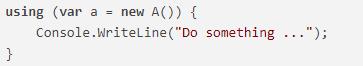 using (var a = new A()) {
    Console.WriteLine("Do something ...");
}